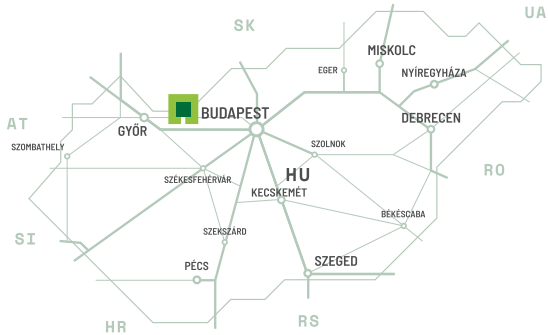 SK
UA
MISKOLC
EGER
NYÍREGYHÁZA
BUDAPEST
DEBRECEN
AT
GYŐR
SZOMBATHELY
SZOLNOK
RO
HU
SZÉKESFEHÉRVÁR
KECSKEMÉT
BÉKÉSCSABA
SI
SZEKSZÁRD
PÉCS
SZEGED
HR
RS